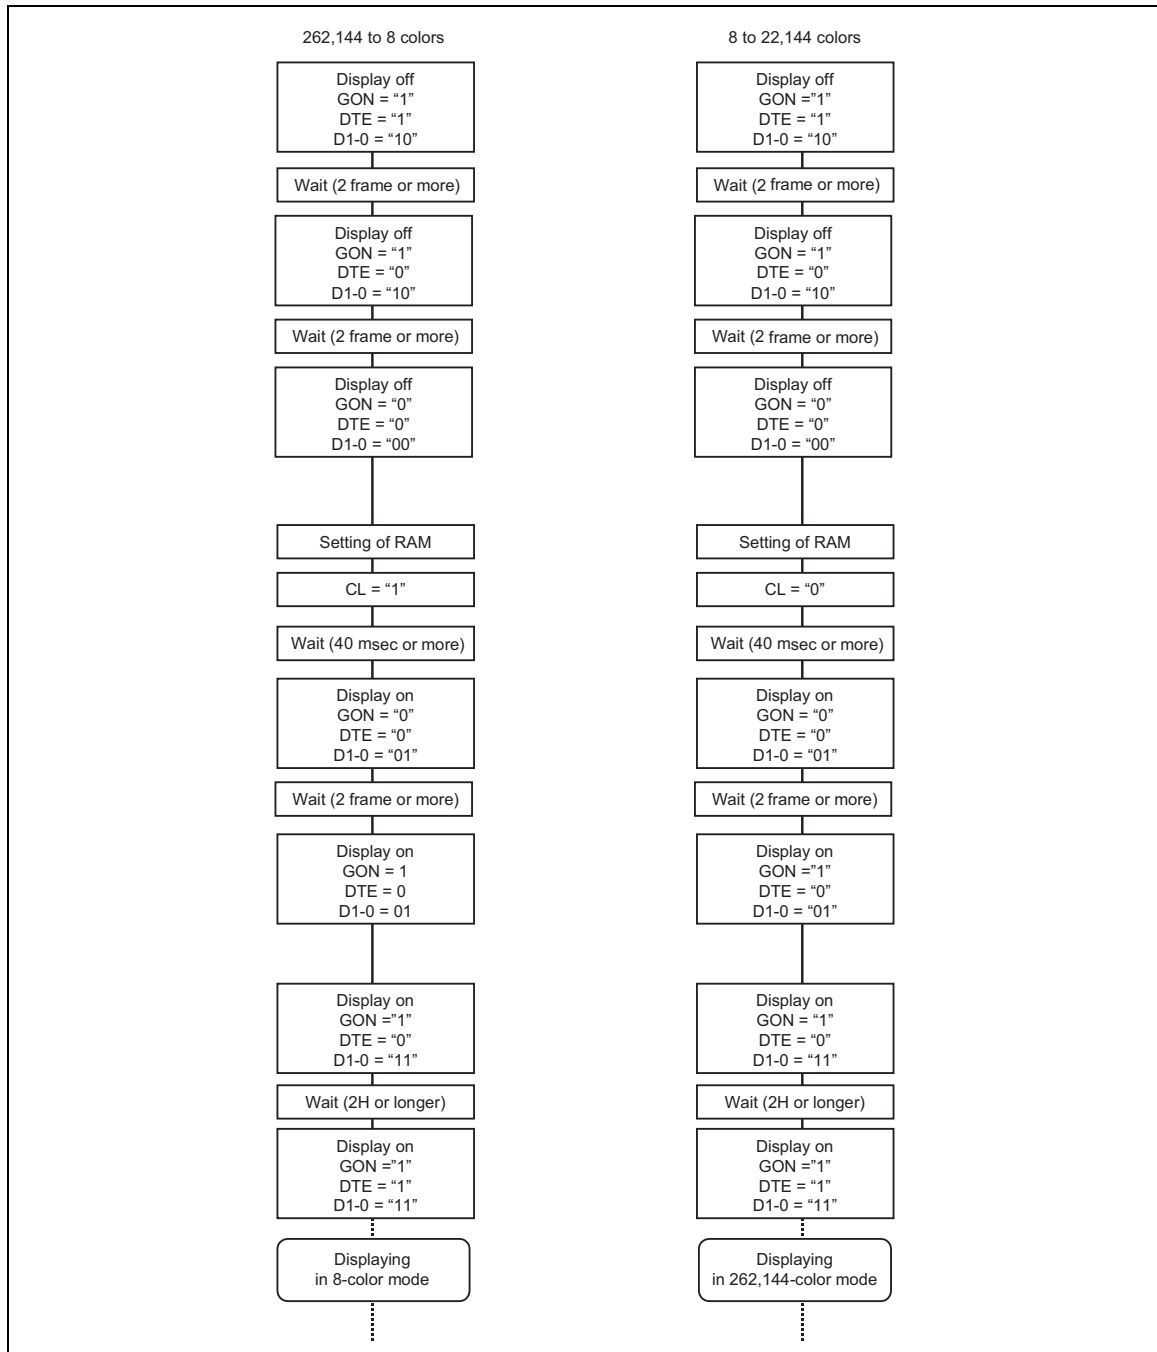 262,144 to 8 colors
Display off
GON = “1”
DTE = “1”
D1-0 = “10”
Wait (2 frame or more)
Display off
GON = “1”
DTE = “0”
D1-0 = “10”
Wait (2 frame or more)
Display off
GON = “0”
DTE = “0”
D1-0 = “00”
Setting of RAM
CL = “1”
Wait (40 msec or more)
Display on
GON = “0”
DTE = “0”
D1-0 = “01”
Wait (2 frame or more)
Display on
GON = 1
DTE = 0
D1-0 = 01
Display on
GON =”1”
DTE = “0”
D1-0 = “11”
Wait (2H or longer)
Display on
GON =”1”
DTE = “1”
D1-0 = “11”
Displaying
in 8-color mode
8 to 22,144 colors
Display off
GON =”1”
DTE = “1”
D1-0 = “10”
Wait (2 frame or more)
Display off
GON = “1”
DTE = “0”
D1-0 = “10”
Wait (2 frame or more)
Display off
GON = “0”
DTE = “0”
D1-0 = “00”
Setting of RAM
CL = “0”
Wait (40 msec or more)
Display on
GON = “0”
DTE = “0”
D1-0 = “01”
Wait (2 frame or more)
Display on
GON =”1”
DTE = “0”
D1-0 = “01”
Display on
GON = “1”
DTE = “0”
D1-0 = “11”
Wait (2H or longer)
Display on
GON =”1”
DTE = “1”
D1-0 = “11”
Displaying
in 262,144-color mode